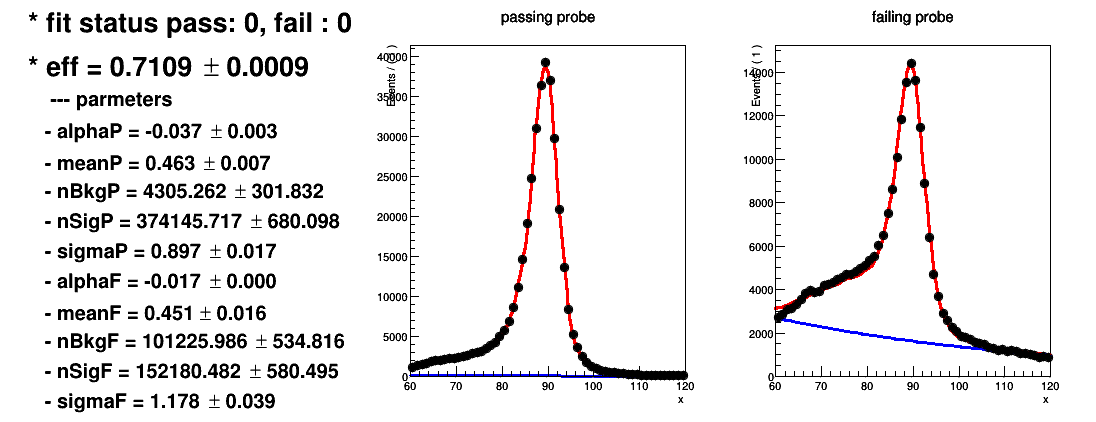 * fit status pass: 0, fail : 0
* eff = 0.7109 ± 0.0009
--- parmeters
- alphaP = -0.037 ± 0.003
- meanP = 0.463 ± 0.007
- nBkgP = 4305.262 ± 301.832
- nSigP = 374145.717 ± 680.098
- sigmaP = 0.897 ± 0.017
- alphaF = -0.017 ± 0.000
- meanF = 0.451 ± 0.016
- nBkgF = 101225.986 ± 534.816
- nSigF = 152180.482 ± 580.495
- sigmaF = 1.178 ± 0.039
passing probe
Events / ( 1 )
40000
35000
30000
25000
20000
15000
10000
5000
0
60 70 80 90 100 110 120
x
failing probe
Events / ( 1 )
14000
12000
10000
8000
6000
4000
2000
0
60 70 80 90 100 110 120
x